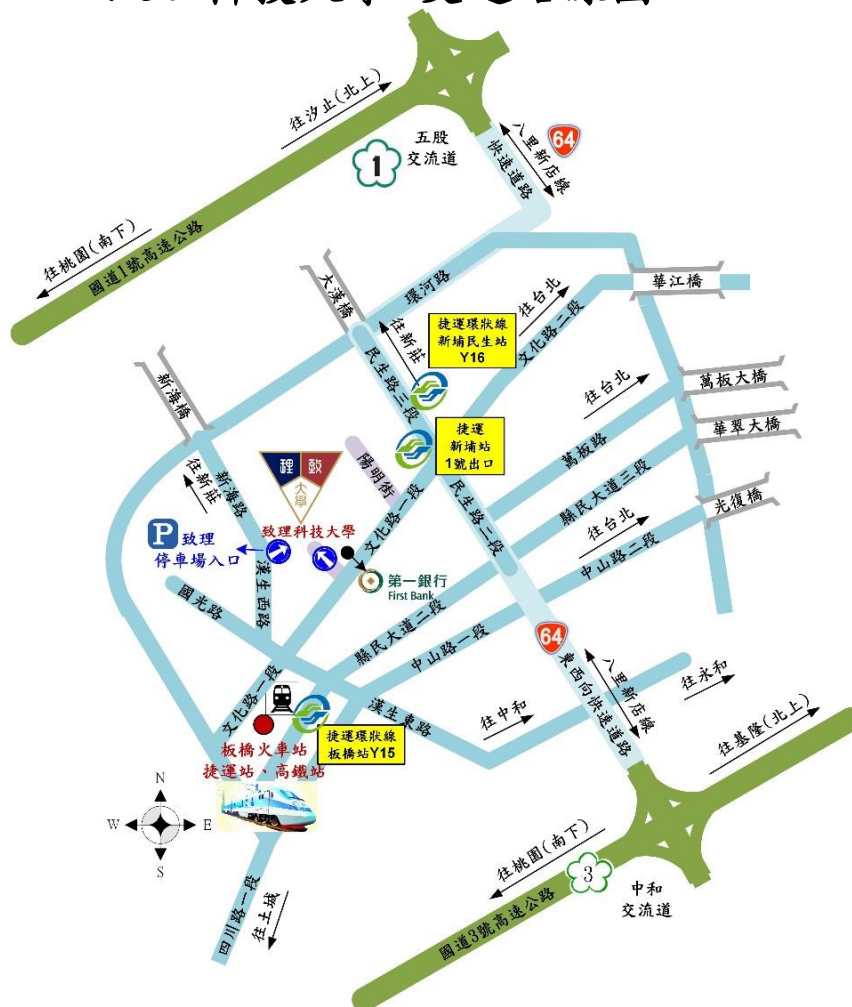 往汐止(北上)
五股
交流道
1
64
八里新店線
快速道路
往桃園(南下)
國道1號高速公路
大漢橋
環河路
往台北
華江橋
往新莊
捷運環狀線
新埔民生站
Y16
文化路二段
民生路三段
新海橋
往台北
萬板大橋
捷運
新埔站
1號出口
華翠大橋
萬板路
陽明街
往新莊
新海路
理
致
大學
致理科技大學
文化路一段
民生路二段
縣民大道三段
光復橋
往台北
P
致理
停車場入口
漢生西路
第一銀行
First Bank
中山路二段
國光路
縣民大道二段
中山路一段
64
文化路一段
漢生東路
東西向快速道路
八里新店線
往永和
往中和
捷運環狀線
板橋站Y15
板橋火車站
捷運站、高鐵站
往基隆(北上)
N
W
E
S
往桃園(南下)
3
中和
交流道
國道3號高速公路
四川路一段
往土城